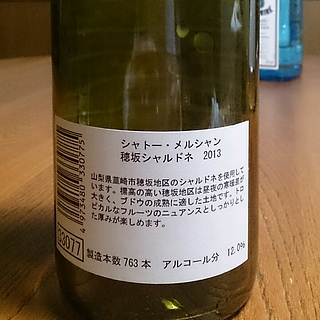 シャトー・メルシャン
穂坂シャルドネ 2013
山梨県韮崎市穂坂地区のシャルドネを使用して
います。標高の高い穂坂地区は昼夜の寒暖差が
大きく、ブドウの成熟に適した土地です。トロ
ピカルなフルーツのニュアンスとしっかりとし
た厚みが楽しめます。
製造本数 763 本 アルコール分 12.0%
33077